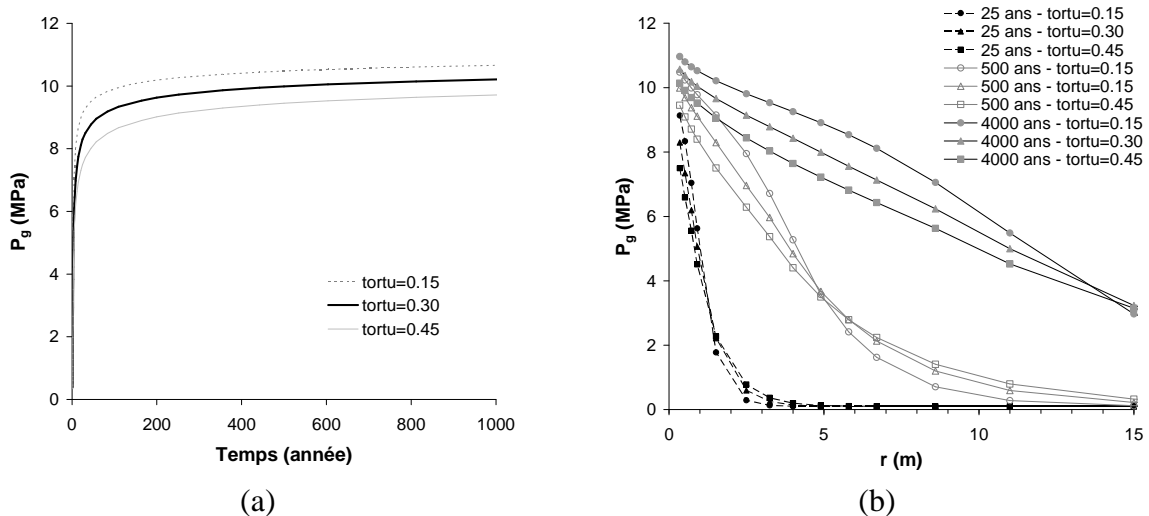 12
10
8
6
4
2
0
P_g (MPa)
tortu=0.15
tortu=0.30
tortu=0.45
0
200
400
600
800
1000
Temps (année)
(a)
25 ans - tortu=0.15
25 ans - tortu=0.30
25 ans - tortu=0.45
500 ans - tortu=0.15
500 ans - tortu=0.15
500 ans - tortu=0.45
4000 ans - tortu=0.15
4000 ans - tortu=0.30
4000 ans - tortu=0.45
12
10
8
6
4
2
0
P_g (MPa)
0
5
10
15
r (m)
(b)